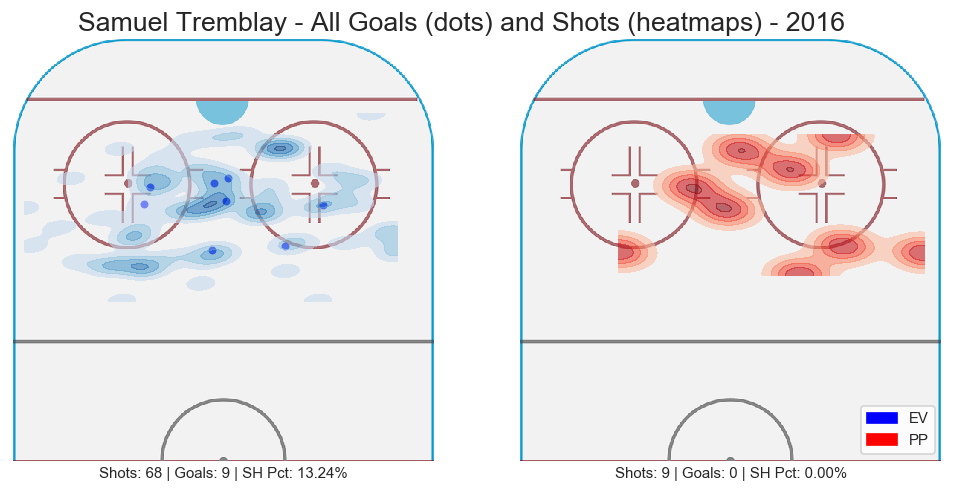 Samuel Tremblay - All Goals (dots) and Shots (heatmaps) - 2016
EV
PP
Shots: 68 | Goals: 9 | SH Pct: 13.24%
Shots: 9 | Goals: 0 | SH Pct: 0.00%